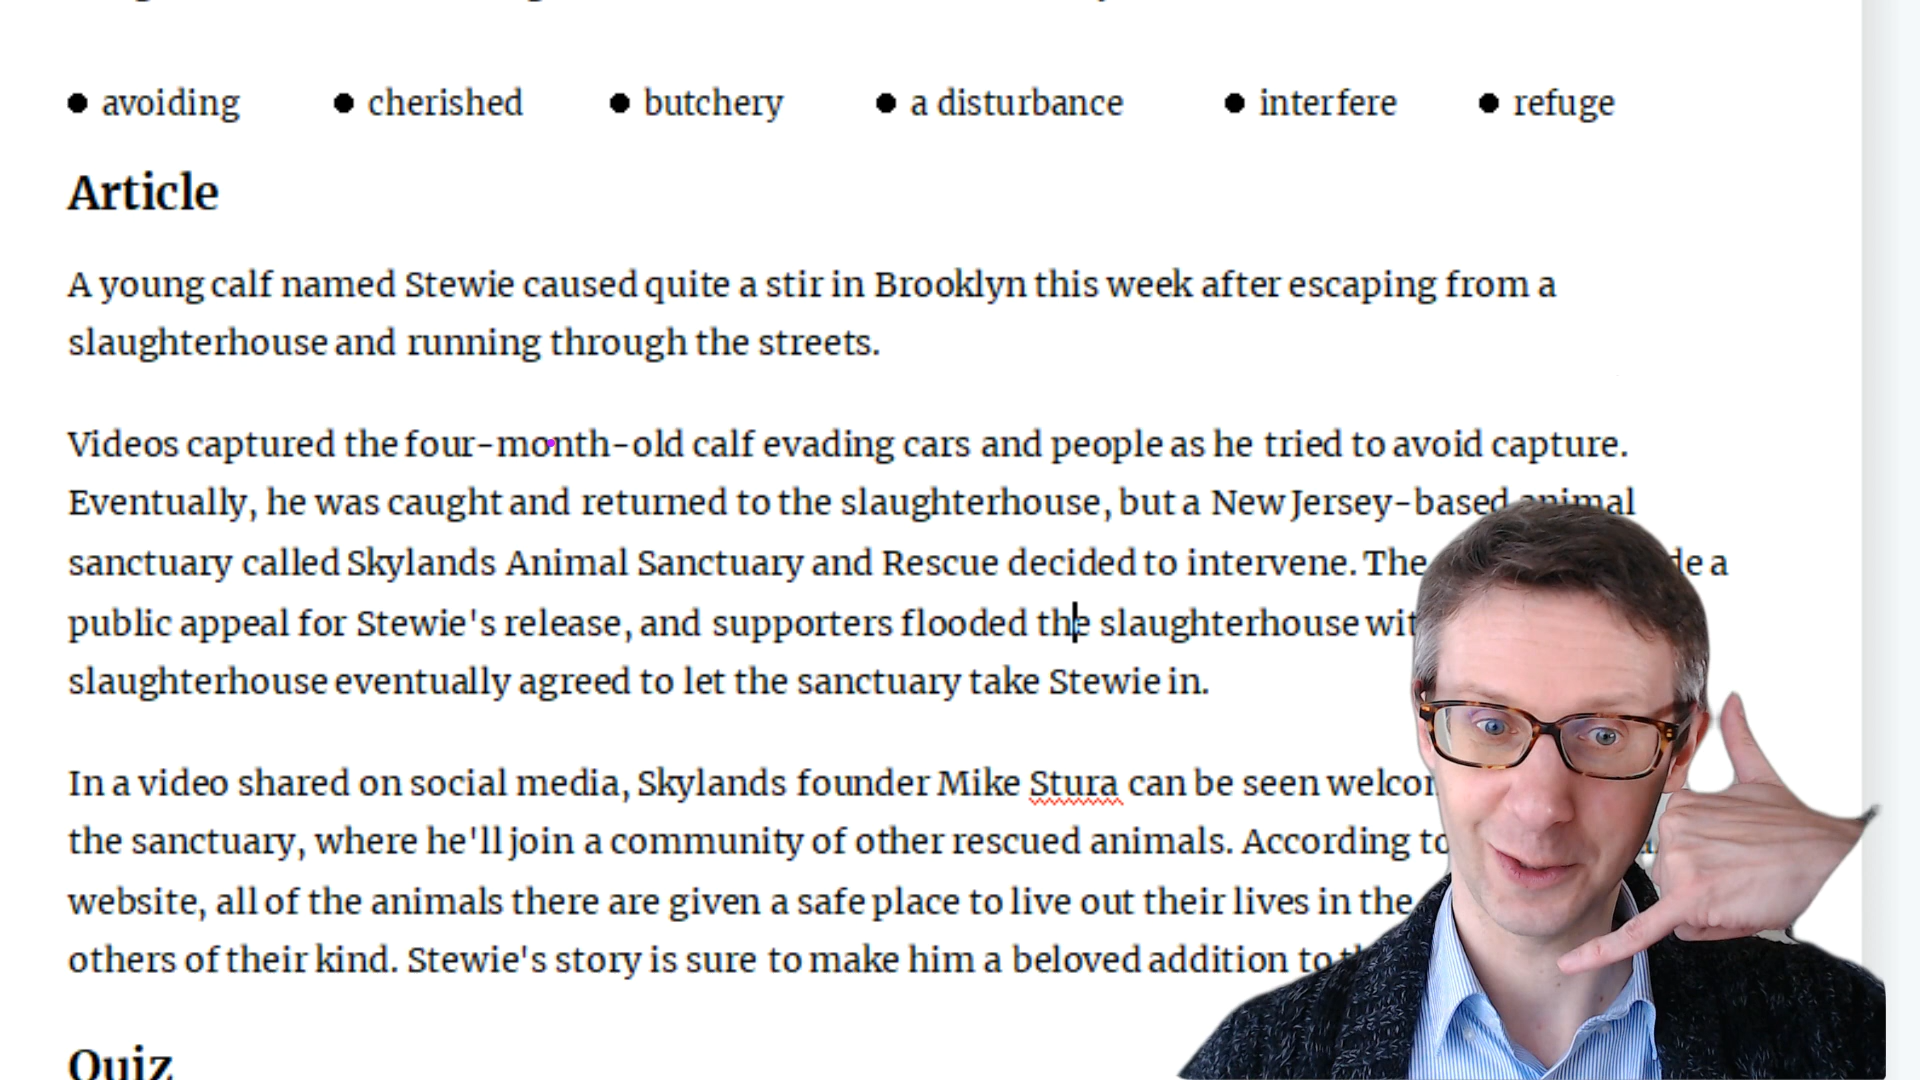 avoiding cherished butchery a disturbance interfere refuge
Article
A young calf named Stewie caused quite a stir in Brooklyn this week after escaping from a
slaughterhouse and running through the streets.
Videos captured the four-month-old calf evading cars and people as he tried to avoid capture.
Eventually, he was caught and returned to the slaughterhouse, but a New Jersey-based animal
sanctuary called Skylands Animal Sanctuary and Rescue decided to intervene. The a
public appeal for Stewie's release, and supporters flooded the slaughterhouse
slaughterhouse eventually agreed to let the sanctuary take Stewie in.
In a video shared on social media, Skylands founder Mike Stura can be seen
the sanctuary, where he'll join a community of other rescued animals. According to
website, all of the animals there are given a safe place to live out their lives in the
others of their kind. Stewie's story is sure to make him a beloved addition to
Quiz